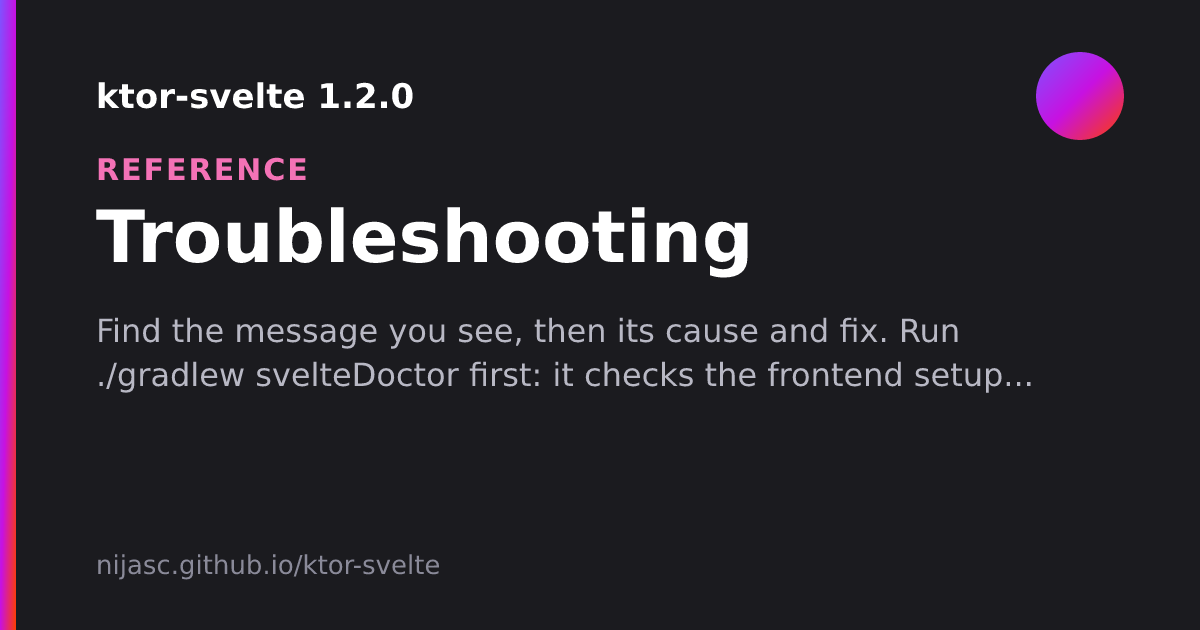 ktor-svelte 1.2.0
REFERENCE
Troubleshooting
Find the message you see, then its cause and fix. Run
./gradlew svelteDoctor first: it checks the frontend setup…
nijasc.github.io/ktor-svelte